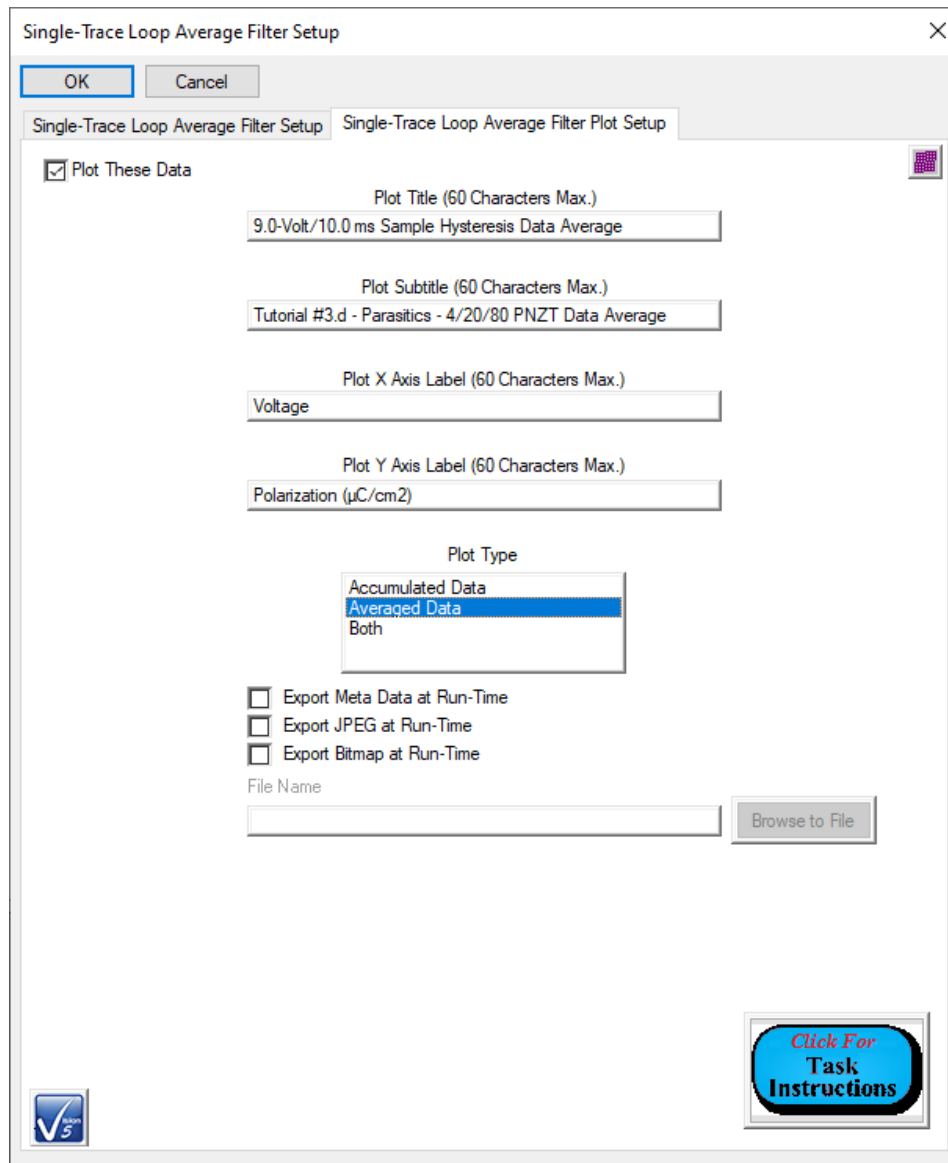 Single-Trace Loop Average Filter Setup
OK Cancel
Single-Trace Loop Average Filter Setup Single-Trace Loop Average Filter Plot Setup
Plot These Data
Plot Title (60 Characters Max.)
9.0-Volt/10.0 ms Sample Hysteresis Data Average
Plot Subtitle (60 Characters Max.)
Tutorial #3.d - Parasitics - 4/20/80 PNZT Data Average
Plot X Axis Label (60 Characters Max.)
Voltage
Plot Y Axis Label (60 Characters Max.)
Polarization (µC/cm2)
Plot Type
Accumulated Data
Averaged Data
Both
Export Meta Data at Run-Time
Export JPEG at Run-Time
Export Bitmap at Run-Time
File Name
Browse to File
Click For
Task
Instructions
Vision
5